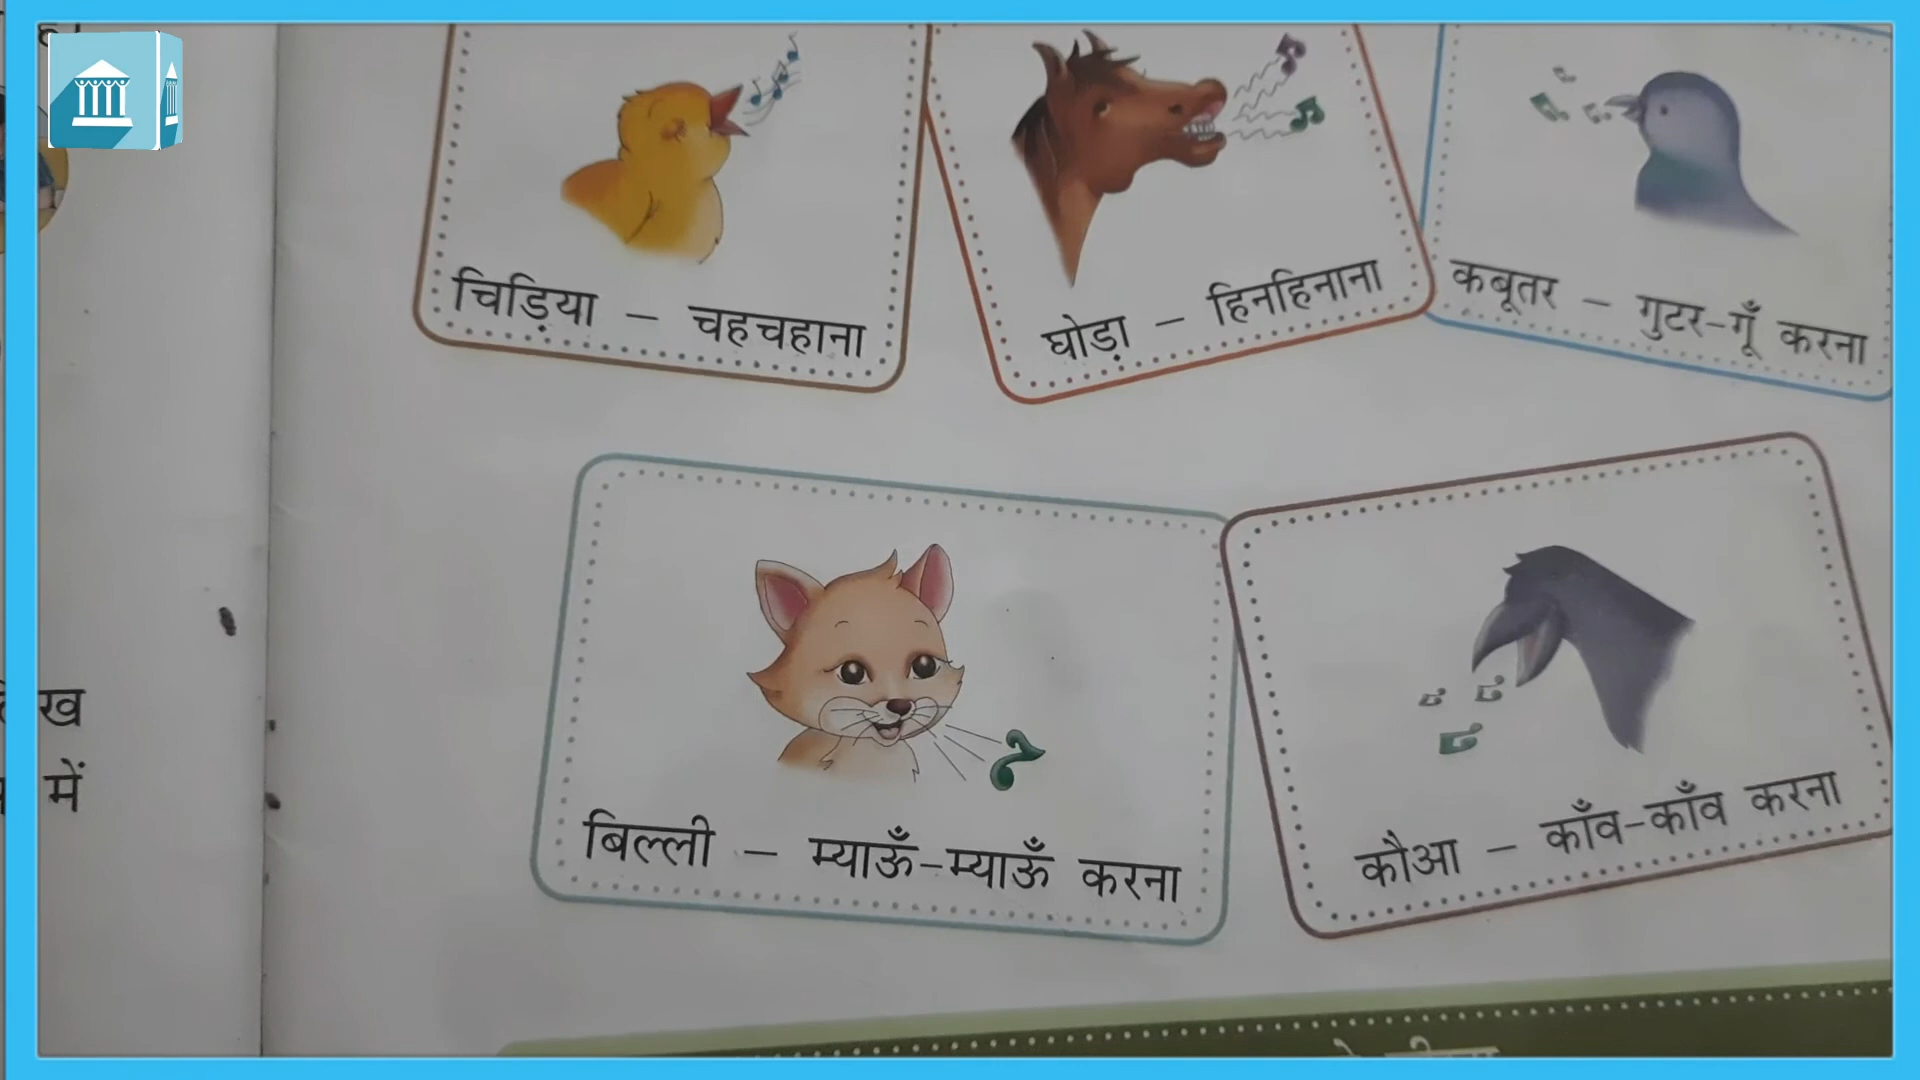 चिड़िया – चहचहाना
घोड़ा – हिनहिनाना
कबूतर – गुटर-गूँ करना
बिल्ली – म्याऊँ-म्याऊँ करना
कौआ – काँव-काँव करना
में